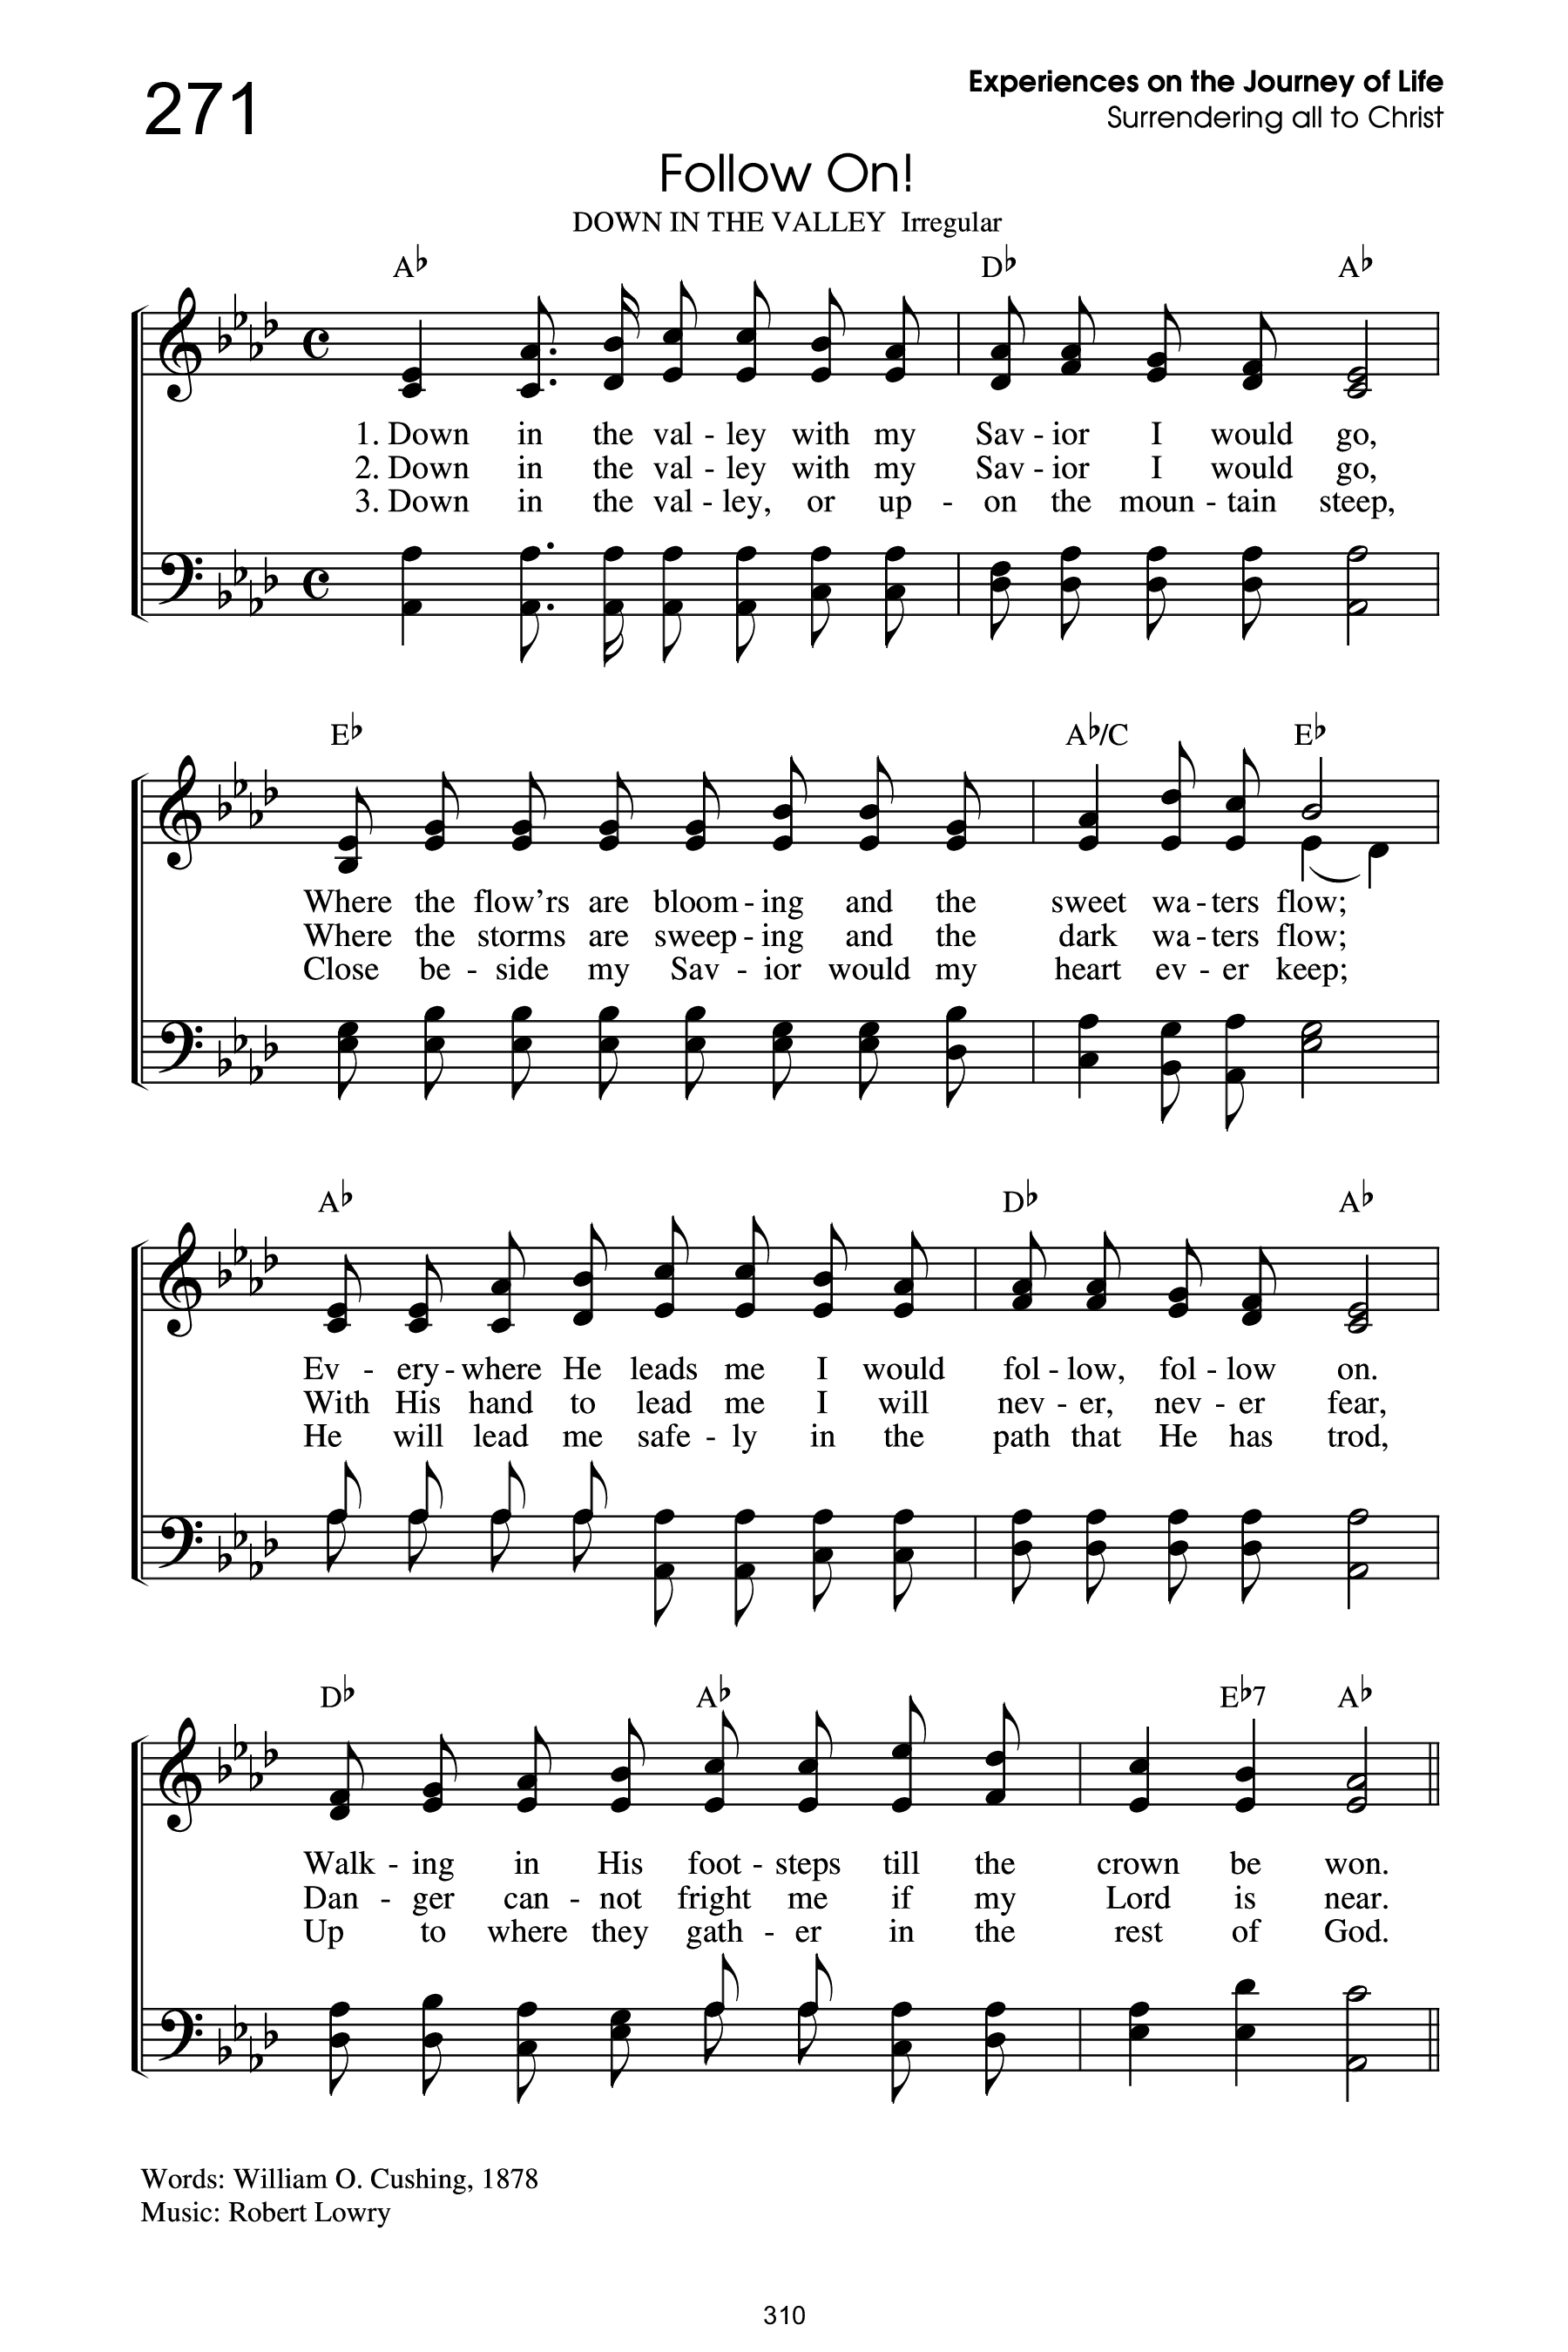 271
Experiences on the Journey of Life
Surrendering all to Christ
Follow On!
DOWN IN THE VALLEY  Irregular
A♭ D♭ A♭
1. Down in the val - ley with my Sav - ior I would go,
2. Down in the val - ley with my Sav - ior I would go,
3. Down in the val - ley, or up - on the moun - tain steep,
E♭ A♭/C E♭
Where the flow'rs are bloom - ing and the sweet wa - ters flow;
Where the storms are sweep - ing and the dark wa - ters flow;
Close be - side my Sav - ior would my heart ev - er keep;
A♭ D♭ A♭
Ev - ery - where He leads me I would fol - low, fol - low on.
With His hand to lead me I will nev - er, nev - er fear,
He will lead me safe - ly in the path that He has trod,
D♭ A♭ E♭7 A♭
Walk - ing in His foot - steps till the crown be won.
Dan - ger can - not fright me if my Lord is near.
Up to where they gath - er in the rest of God.
Words: William O. Cushing, 1878
Music: Robert Lowry
310